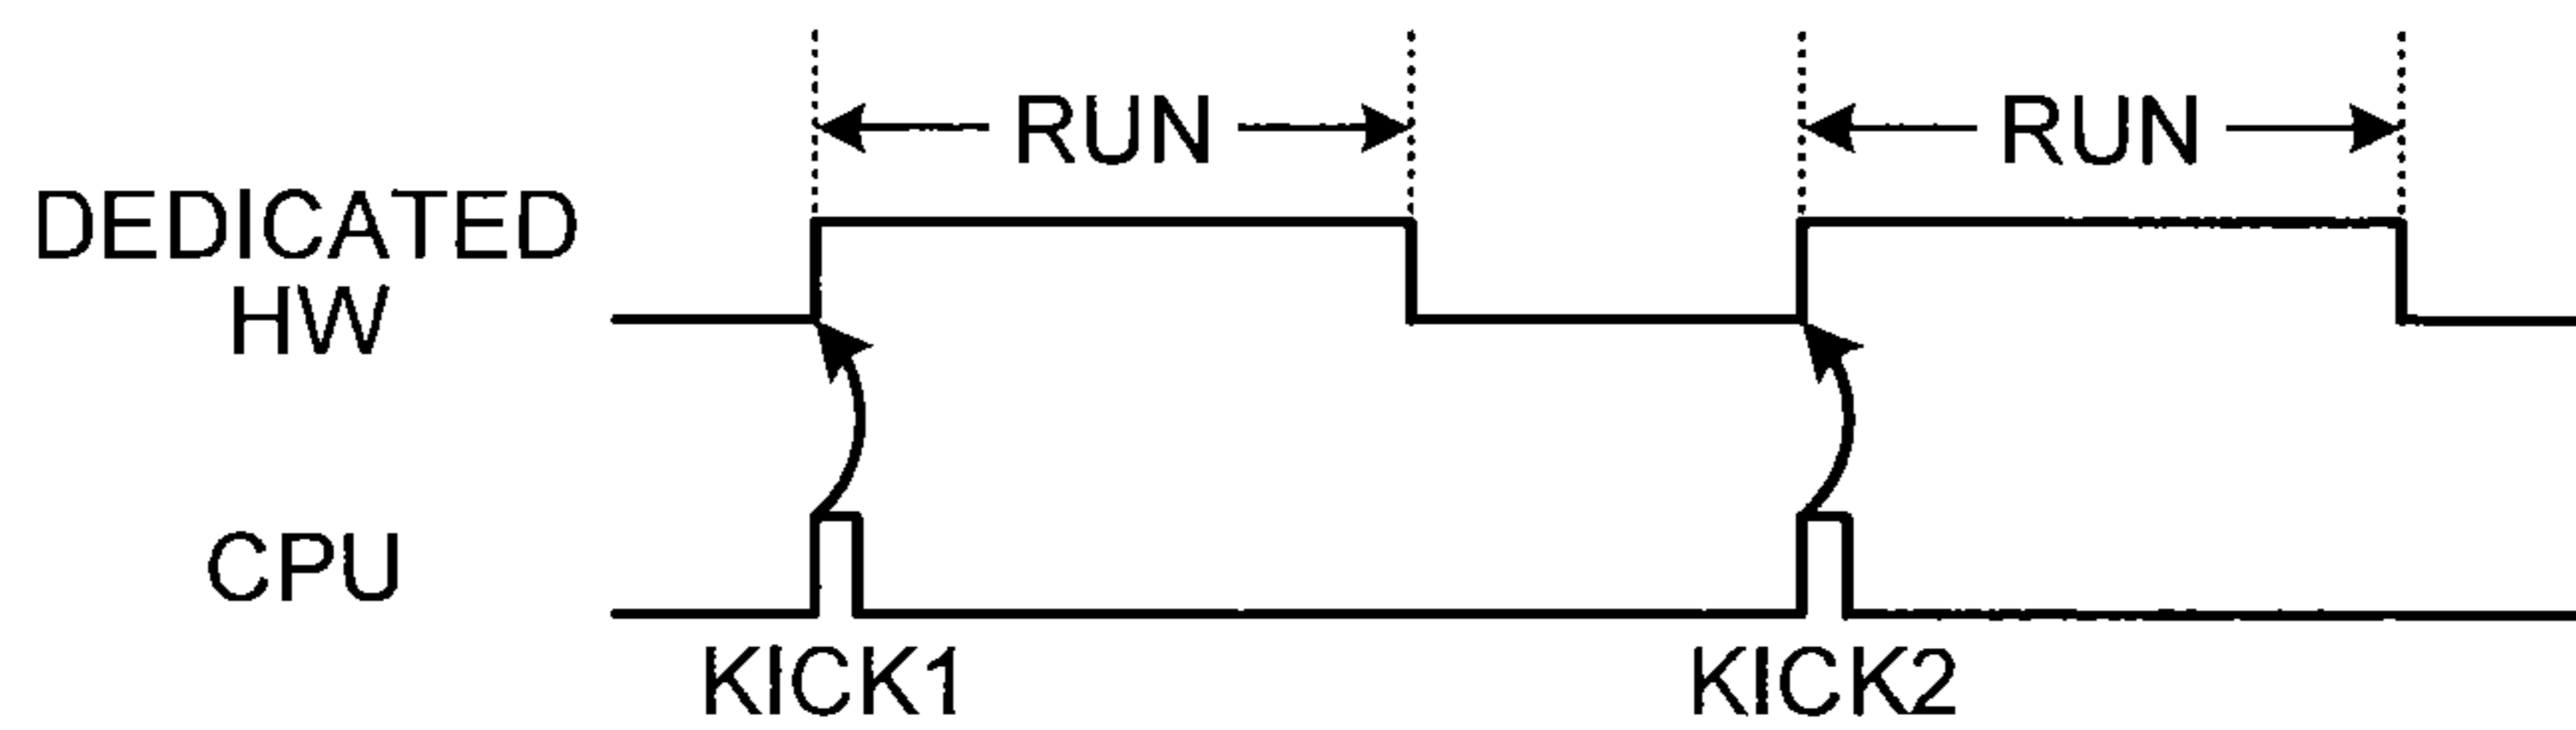 RUN RUN
DEDICATED
HW
CPU
KICK1 KICK2